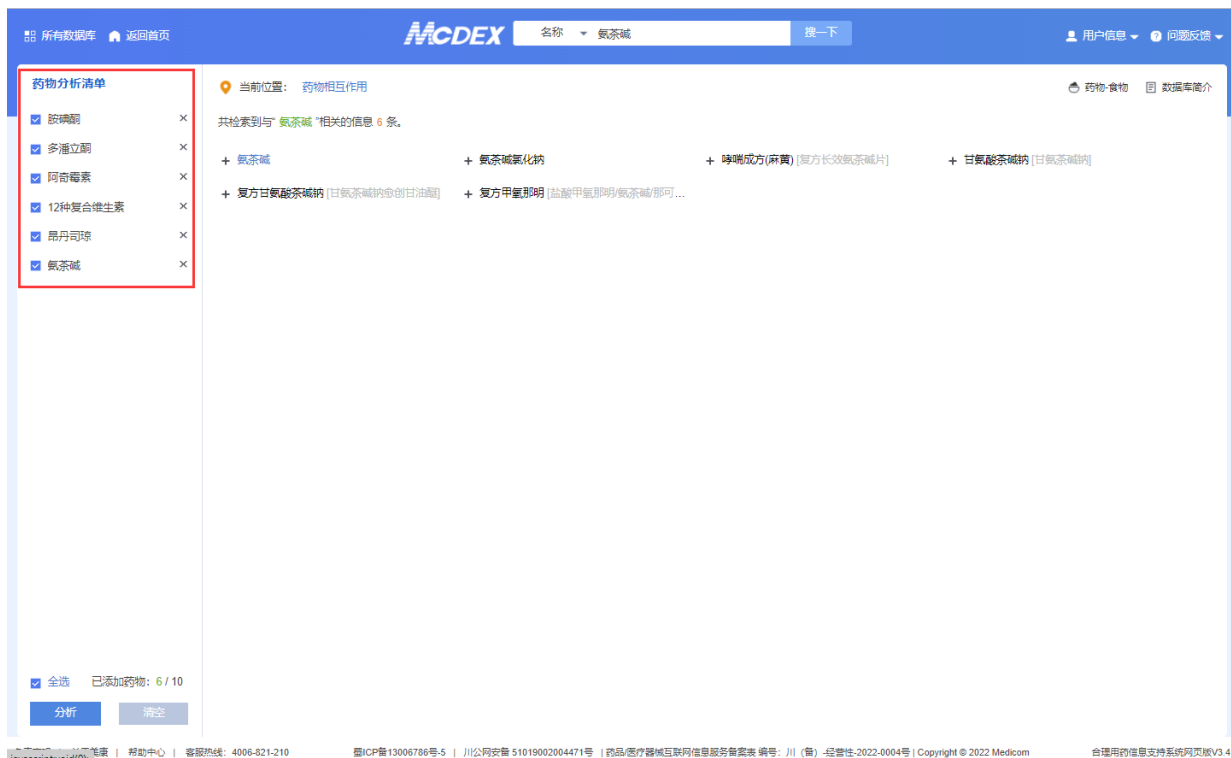 所有数据库 返回首页 MCDEX 名称 氨茶碱 搜一下 用户信息 问题反馈
药物分析清单
胺碘酮 ×
多潘立酮 ×
阿奇霉素 ×
12种复合维生素 ×
昂丹司琼 ×
氨茶碱 ×
当前位置: 药物相互作用 药物-食物 数据库简介
共检索到与" 氨茶碱 "相关的信息 6 条。
+ 氨茶碱 + 氨茶碱氯化钠 + 哮喘成方(麻黄) [复方长效氨茶碱片] + 甘氨酸茶碱钠 [甘氨茶碱钠]
+ 复方甘氨酸茶碱钠 [甘氨茶碱钠愈创甘油醚] + 复方甲氧那明 [盐酸甲氧那明/氨茶碱/那可...
全选 已添加药物: 6 / 10
分析 清空
康 | 帮助中心 | 客服热线: 4006-821-210 蜀ICP备13006786号-5 | 川公网安备 51019002004471号 | 药品/医疗器械互联网信息服务备案表 编号: 川 (备) -经营性-2022-0004号 | Copyright © 2022 Medicom 合理用药信息支持系统网页版V3.4